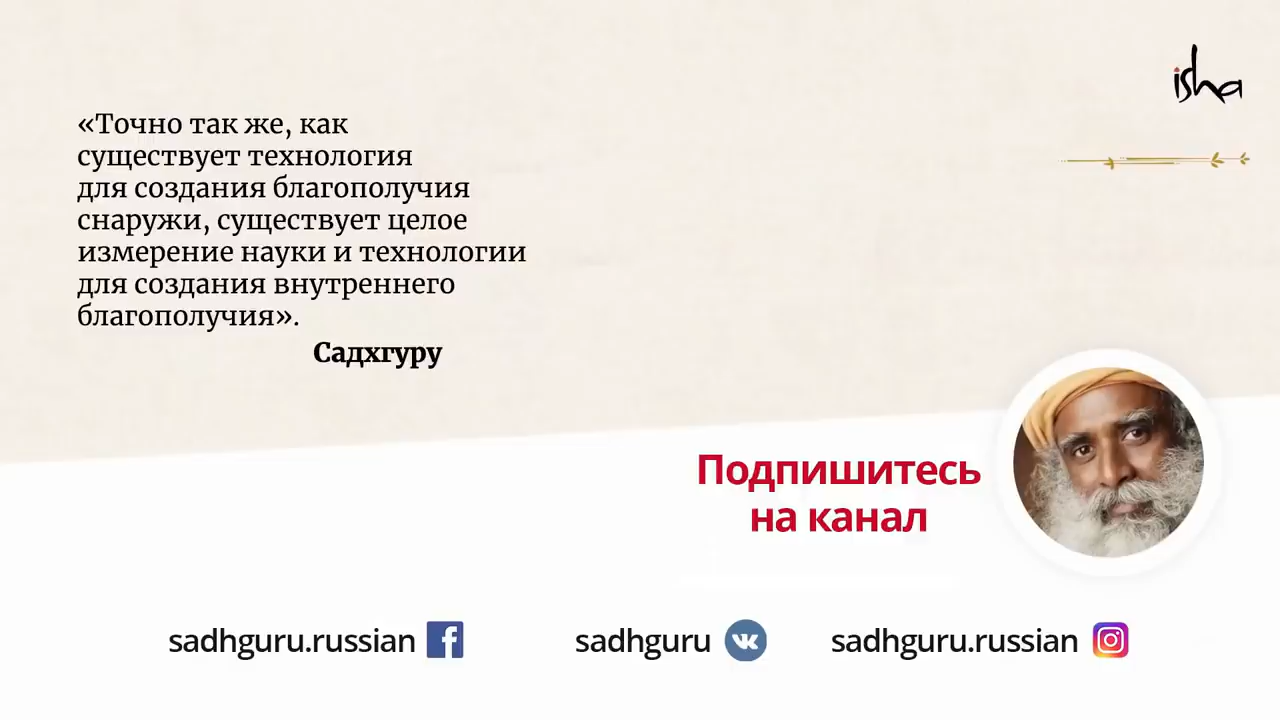 isha
«Точно так же, как
существует технология
для создания благополучия
снаружи, существует целое
измерение науки и технологии
для создания внутреннего
благополучия».
Садхгуру
Подпишитесь
на канал
sadhguru.russian
sadhguru
sadhguru.russian